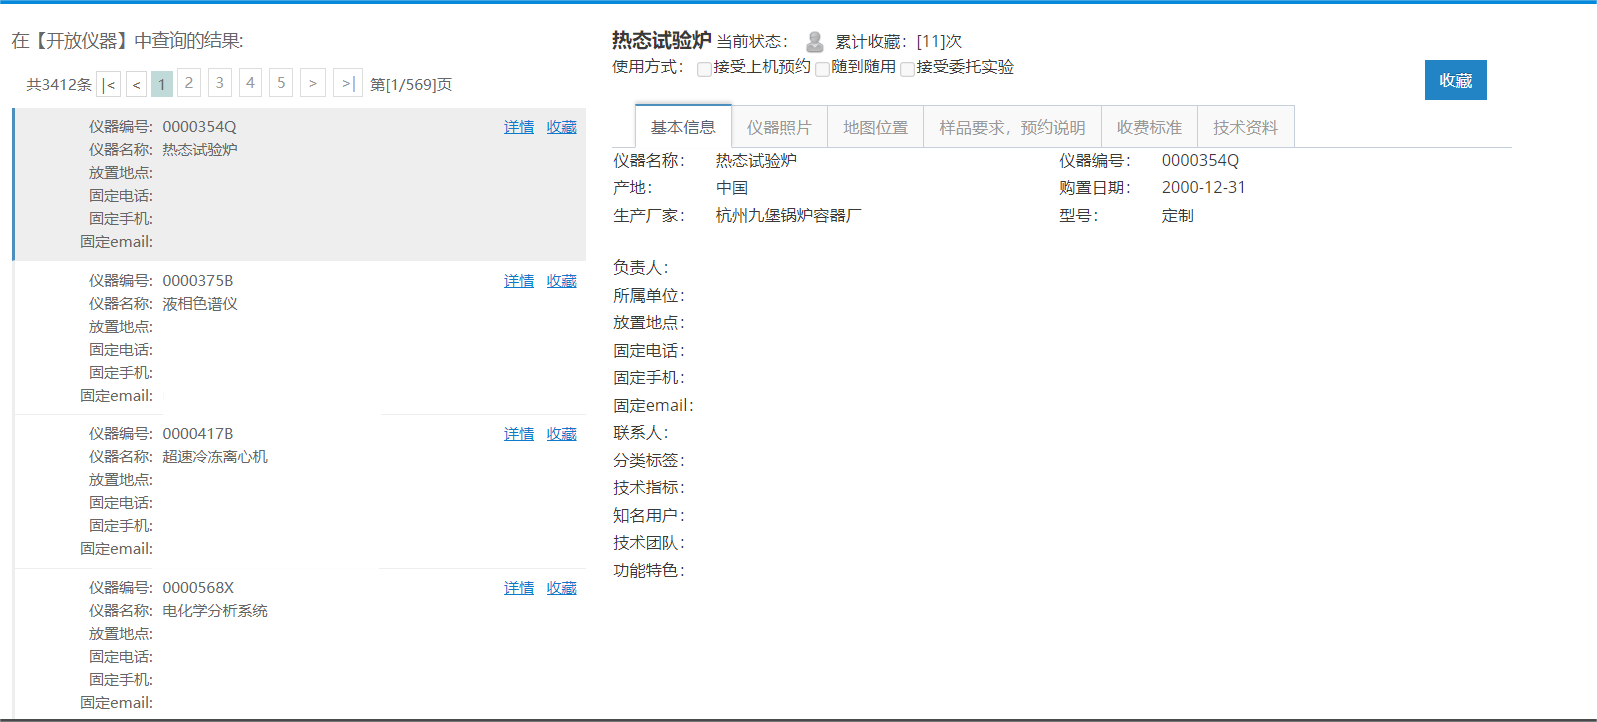 在【开放仪器】中查询的结果:
共3412条 |< < 1 2 3 4 5 > >| 第[1/569]页
仪器编号: 0000354Q 详情 收藏
仪器名称: 热态试验炉
放置地点:
固定电话:
固定手机:
固定email:
仪器编号: 0000375B 详情 收藏
仪器名称: 液相色谱仪
放置地点:
固定电话:
固定手机:
固定email:
仪器编号: 0000417B 详情 收藏
仪器名称: 超速冷冻离心机
放置地点:
固定电话:
固定手机:
固定email:
仪器编号: 0000568X 详情 收藏
仪器名称: 电化学分析系统
放置地点:
固定电话:
固定手机:
固定email:
热态试验炉 当前状态： 累计收藏：[11]次
使用方式： 接受上机预约 随到随用 接受委托实验
收藏
基本信息 仪器照片 地图位置 样品要求，预约说明 收费标准 技术资料
仪器名称： 热态试验炉 仪器编号： 0000354Q
产地： 中国 购置日期： 2000-12-31
生产厂家： 杭州九堡锅炉容器厂 型号： 定制
负责人：
所属单位：
放置地点：
固定电话：
固定手机：
固定email：
联系人：
分类标签：
技术指标：
知名用户：
技术团队：
功能特色：